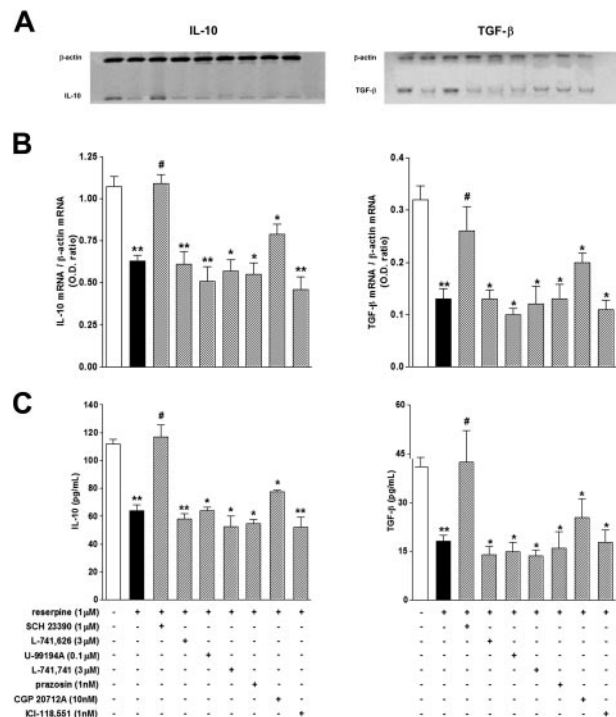 A
IL-10
TGF-β
β-actin
IL-10
β-actin
TGF-β
B
IL-10 mRNA / β-actin mRNA
(O.D. ratio)
1.25
1.00
0.75
0.50
0.25
0.00
** # ** * * * * **
TGF-β mRNA / β-actin mRNA
(O.D. ratio)
0.4
0.3
0.2
0.1
0.0
** # * * * * * *
C
IL-10 (pg/mL)
140
120
100
80
60
40
20
0
** # ** * * * * **
TGF-β (pg/mL)
60
45
30
15
0
** # * * * * * *
reserpine (1μM) - + + + + + + + + - + + + + + + + +
SCH 23390 (1μM) - - + - - - - - - - - + - - - - - -
L-741,626 (3μM) - - - + - - - - - - - - + - - - - -
U-99194A (0.1μM) - - - - + - - - - - - - - + - - - -
L-741,741 (3μM) - - - - - + - - - - - - - - + - - -
prazosin (1nM) - - - - - - + - - - - - - - - + - -
CGP 20712A (10nM) - - - - - - - + - - - - - - - - + -
ICI-118.551 (1nM) - - - - - - - - + - - - - - - - - +